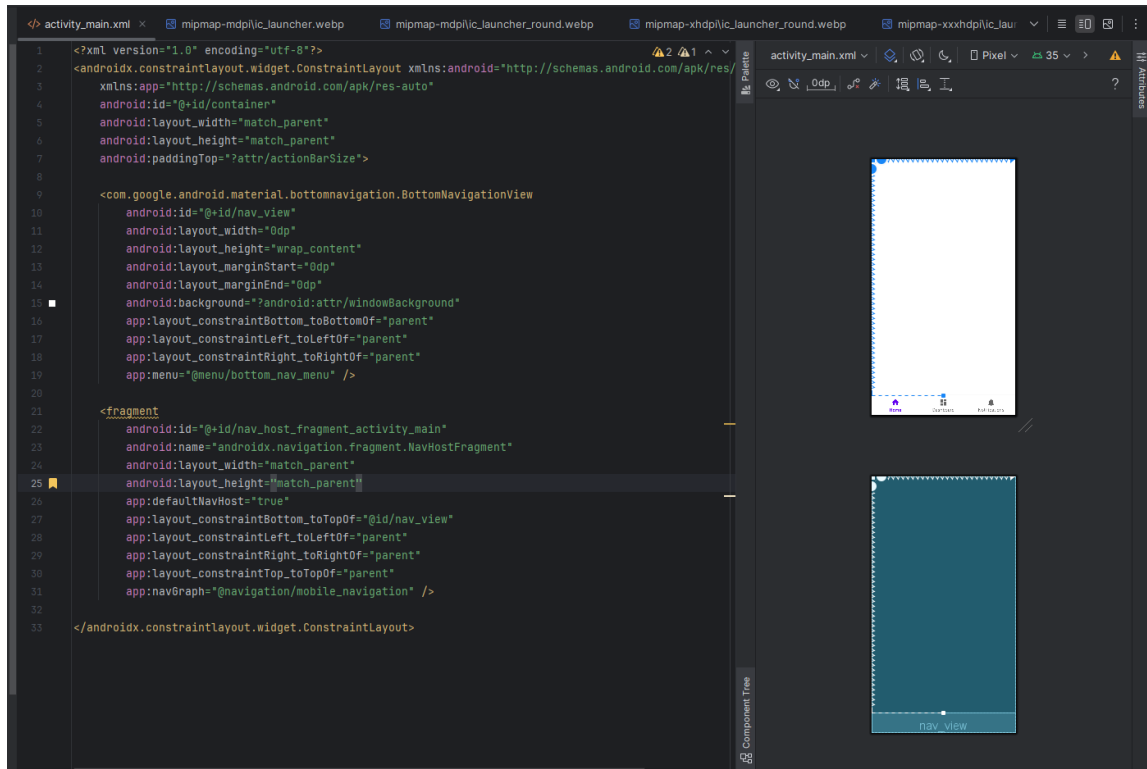 activity_main.xml
mipmap-mdpi\ic_launcher.webp
mipmap-mdpi\ic_launcher_round.webp
mipmap-xhdpi\ic_launcher_round.webp
mipmap-xxxhdpi\ic_lau
2 1
1 <?xml version="1.0" encoding="utf-8"?>
2 <androidx.constraintlayout.widget.ConstraintLayout xmlns:android="http://schemas.android.com/apk/res/
3 xmlns:app="http://schemas.android.com/apk/res-auto"
4 android:id="@+id/container"
5 android:layout_width="match_parent"
6 android:layout_height="match_parent"
7 android:paddingTop="?attr/actionBarSize">
8
9 <com.google.android.material.bottomnavigation.BottomNavigationView
10 android:id="@+id/nav_view"
11 android:layout_width="0dp"
12 android:layout_height="wrap_content"
13 android:layout_marginStart="0dp"
14 android:layout_marginEnd="0dp"
15 android:background="?android:attr/windowBackground"
16 app:layout_constraintBottom_toBottomOf="parent"
17 app:layout_constraintLeft_toLeftOf="parent"
18 app:layout_constraintRight_toRightOf="parent"
19 app:menu="@menu/bottom_nav_menu" />
20
21 <fragment
22 android:id="@+id/nav_host_fragment_activity_main"
23 android:name="androidx.navigation.fragment.NavHostFragment"
24 android:layout_width="match_parent"
25 android:layout_height="match_parent"
26 app:defaultNavHost="true"
27 app:layout_constraintBottom_toTopOf="@id/nav_view"
28 app:layout_constraintLeft_toLeftOf="parent"
29 app:layout_constraintRight_toRightOf="parent"
30 app:layout_constraintTop_toTopOf="parent"
31 app:navGraph="@navigation/mobile_navigation" />
32
33 </androidx.constraintlayout.widget.ConstraintLayout>
Palette
Component Tree
activity_main.xml
Pixel
35
0dp
?
Attributes
Home
Dashboard
Notifications
nav_view